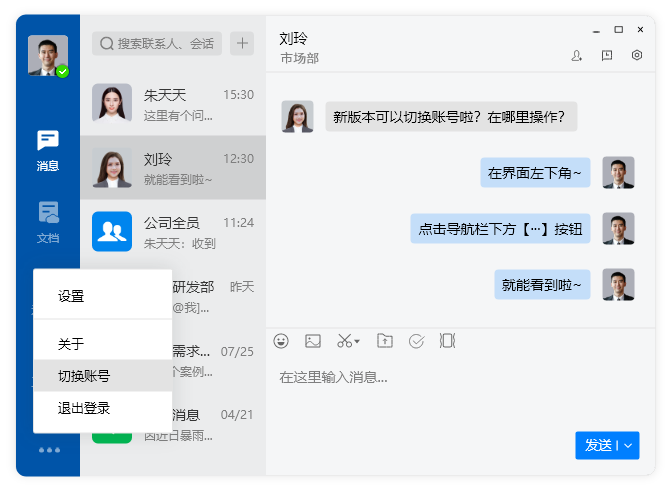 搜索联系人、会话
消息
文档
朱天天 15:30
这里有个问...
刘玲 12:30
就能看到啦~
公司全员 11:24
朱天天：收到
研发部 昨天
@我]...
需求... 07/25
个案例...
消息 04/21
因近日暴雨...
设置
关于
切换账号
退出登录
刘玲
市场部
新版本可以切换账号啦？在哪里操作？
在界面左下角~
点击导航栏下方【···】按钮
就能看到啦~
在这里输入消息...
发送